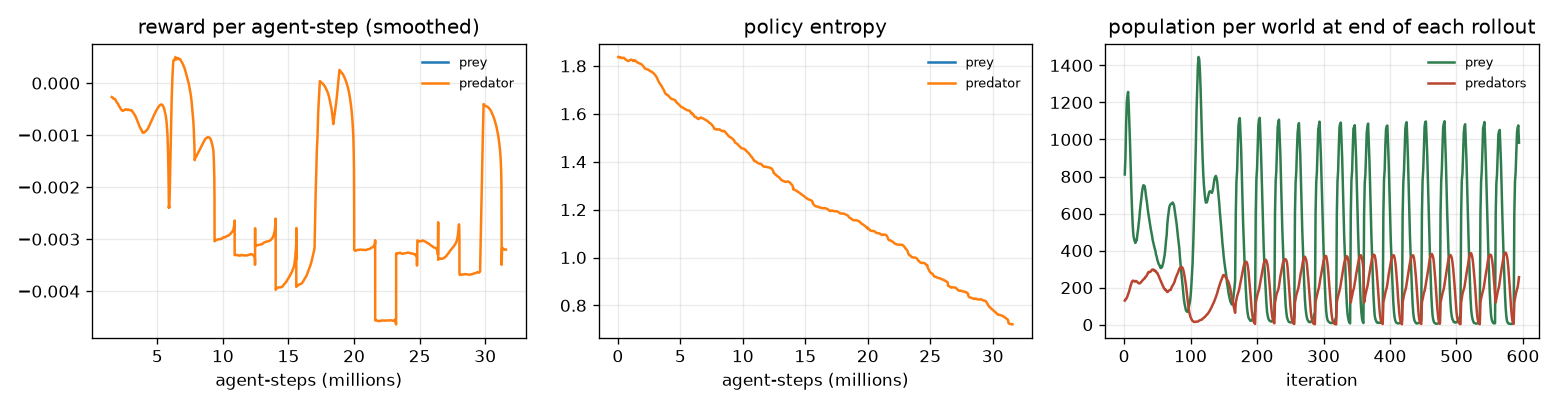 reward per agent-step (smoothed)
0.000
−0.001
−0.002
−0.003
−0.004
5 10 15 20 25 30
agent-steps (millions)
prey
predator
policy entropy
1.8
1.6
1.4
1.2
1.0
0.8
0 5 10 15 20 25 30
agent-steps (millions)
prey
predator
population per world at end of each rollout
1400
1200
1000
800
600
400
200
0
0 100 200 300 400 500 600
iteration
prey
predators